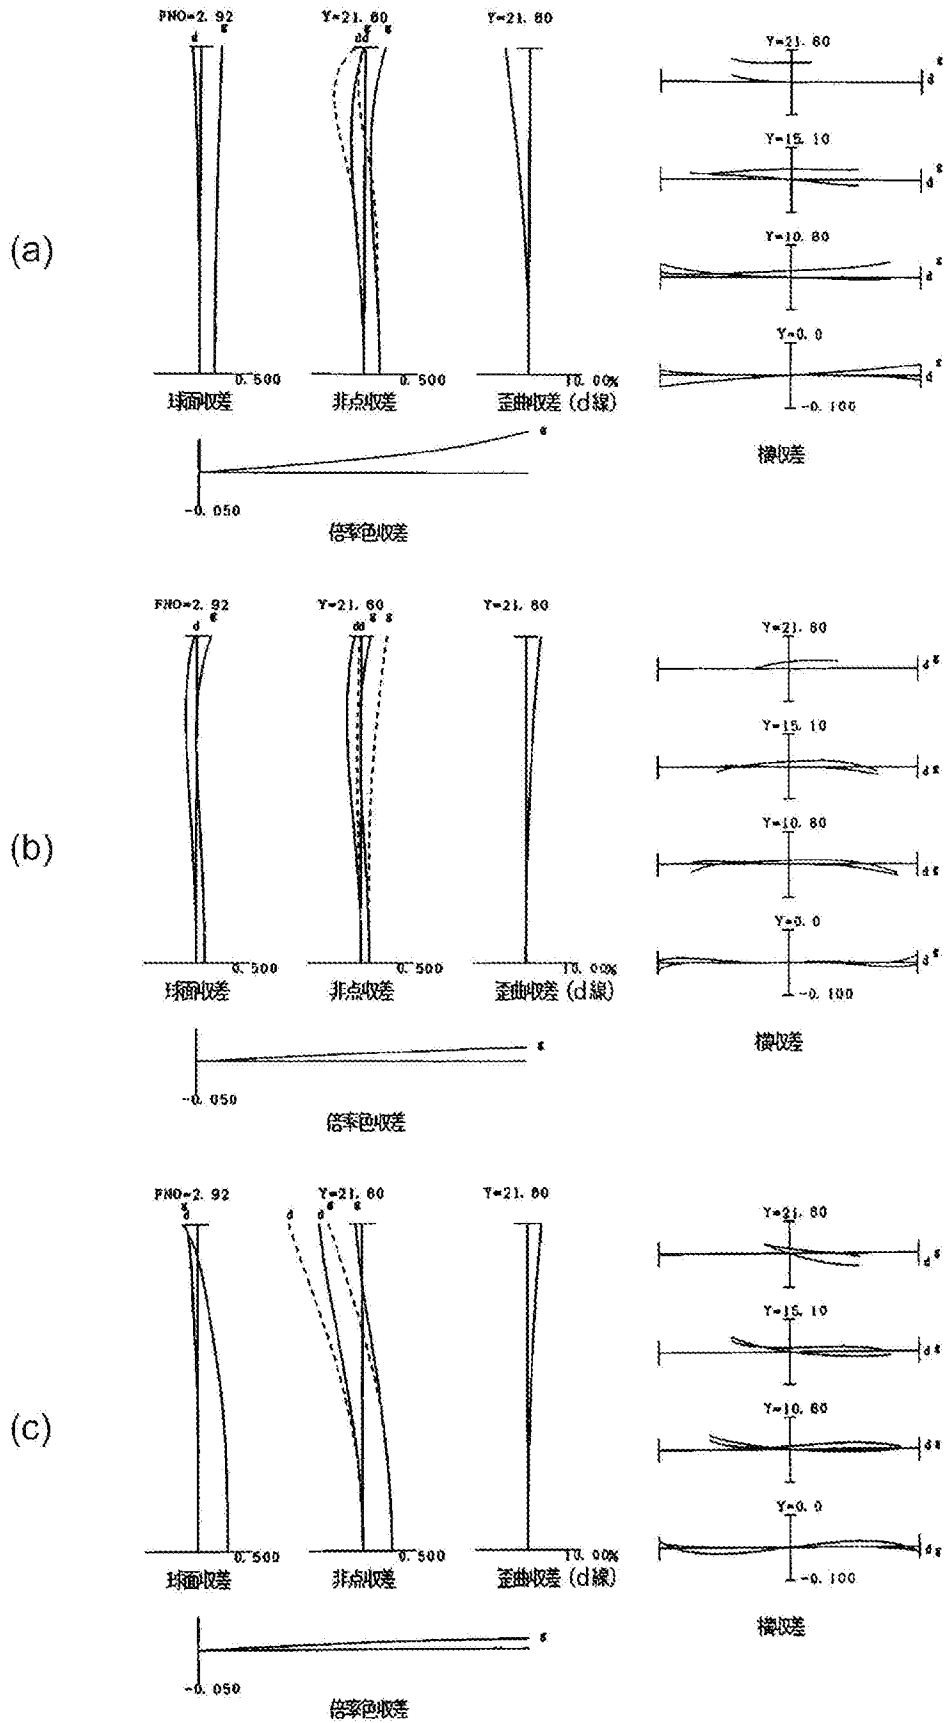 (a)
FNO=2.92
d g
Y=21.60
dd g g
Y=21.60
0.500
球面収差
0.500
非点収差
10.00%
歪曲収差 (d線)
g
-0.050
倍率色収差
Y=21.60
g
d
Y=15.10
g
d
Y=10.80
g
d
Y=0.0
g
d
-0.100
横収差
(b)
FNO=2.92
d g
Y=21.60
dd g g
Y=21.60
0.500
球面収差
0.500
非点収差
10.00%
歪曲収差 (d線)
g
-0.050
倍率色収差
Y=21.60
d g
Y=15.10
d g
Y=10.80
d g
Y=0.0
d g
-0.100
横収差
(c)
FNO=2.92
g
d
Y=21.60
d d g g
Y=21.60
0.500
球面収差
0.500
非点収差
10.00%
歪曲収差 (d線)
g
-0.050
倍率色収差
Y=21.60
d g
Y=15.10
d g
Y=10.80
d g
Y=0.0
d g
-0.100
横収差